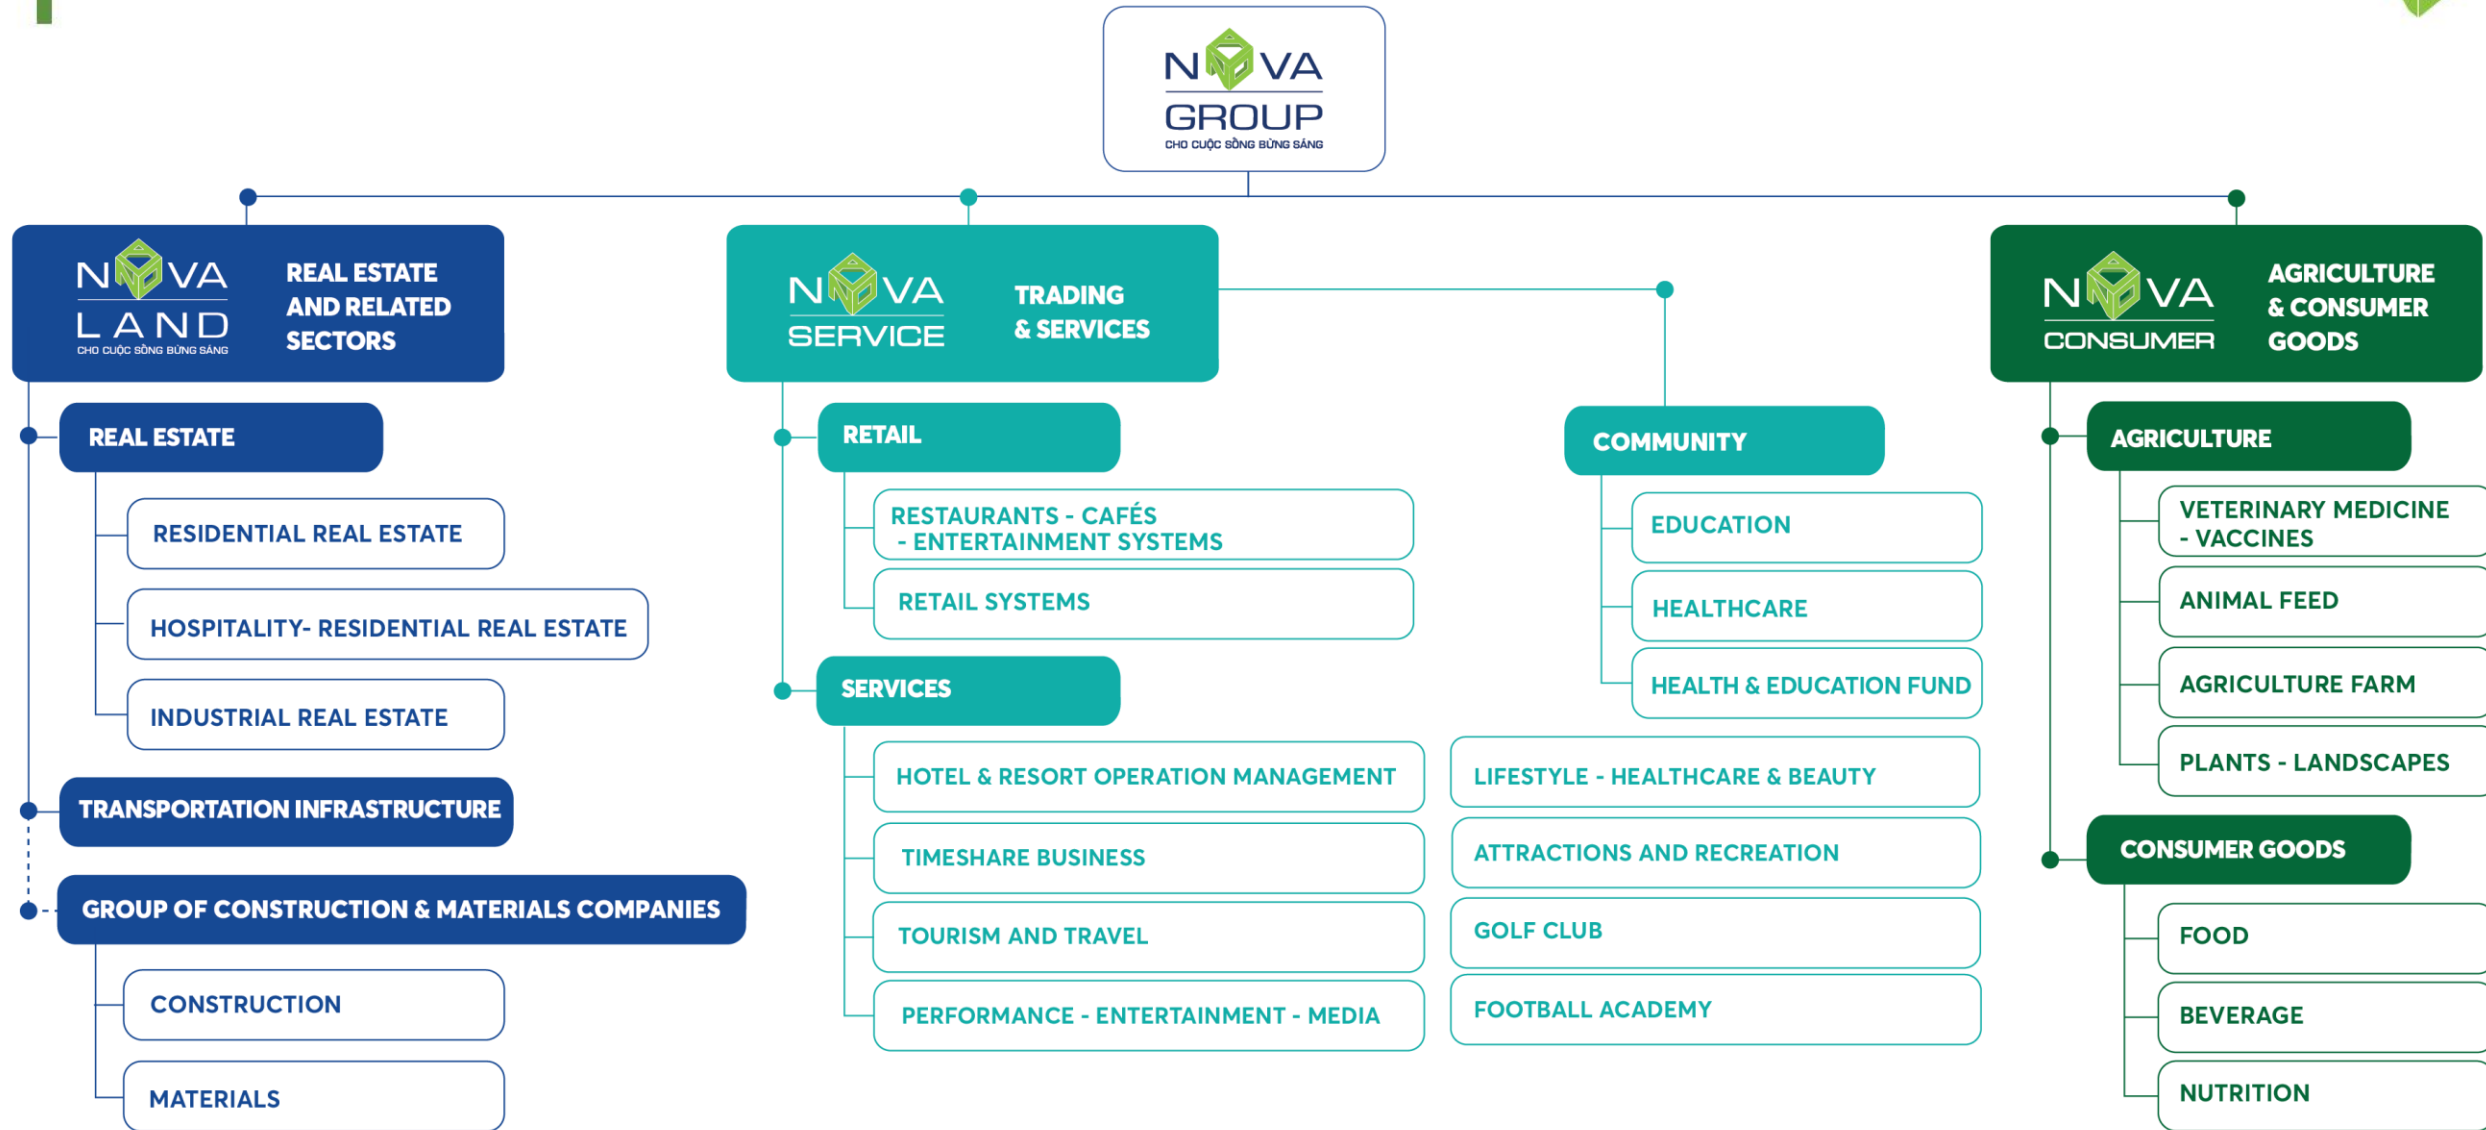 NOVA
GROUP
CHO CUỘC SỐNG BỪNG SÁNG
NOVA
LAND
CHO CUỘC SỐNG BỪNG SÁNG
REAL ESTATE
AND RELATED
SECTORS
REAL ESTATE
RESIDENTIAL REAL ESTATE
HOSPITALITY- RESIDENTIAL REAL ESTATE
INDUSTRIAL REAL ESTATE
TRANSPORTATION INFRASTRUCTURE
GROUP OF CONSTRUCTION & MATERIALS COMPANIES
CONSTRUCTION
MATERIALS
NOVA
SERVICE
TRADING
& SERVICES
RETAIL
RESTAURANTS - CAFÉS
- ENTERTAINMENT SYSTEMS
RETAIL SYSTEMS
SERVICES
HOTEL & RESORT OPERATION MANAGEMENT
TIMESHARE BUSINESS
TOURISM AND TRAVEL
PERFORMANCE - ENTERTAINMENT - MEDIA
LIFESTYLE - HEALTHCARE & BEAUTY
ATTRACTIONS AND RECREATION
GOLF CLUB
FOOTBALL ACADEMY
COMMUNITY
EDUCATION
HEALTHCARE
HEALTH & EDUCATION FUND
NOVA
CONSUMER
AGRICULTURE
& CONSUMER
GOODS
AGRICULTURE
VETERINARY MEDICINE
- VACCINES
ANIMAL FEED
AGRICULTURE FARM
PLANTS - LANDSCAPES
CONSUMER GOODS
FOOD
BEVERAGE
NUTRITION